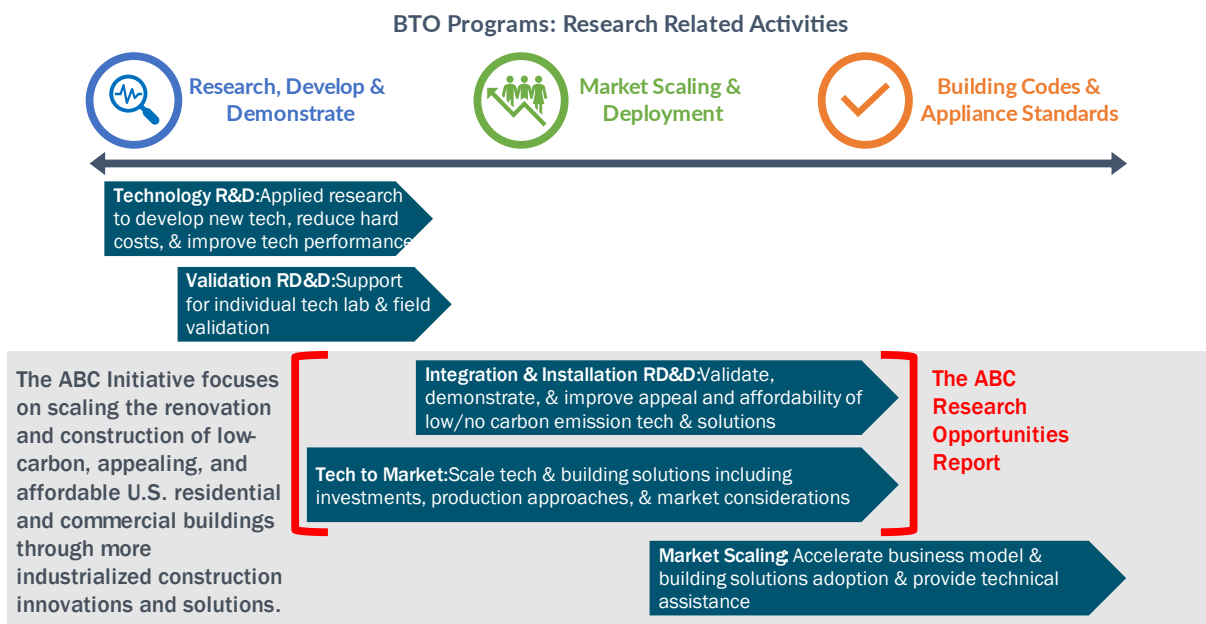 BTO Programs: Research Related Activities
Research, Develop &
Demonstrate
Market Scaling &
Deployment
Building Codes &
Appliance Standards
Technology R&D:Applied research
to develop new tech, reduce hard
costs, & improve tech performance
Validation RD&D:Support
for individual tech lab & field
validation
The ABC Initiative focuses
on scaling the renovation
and construction of low-
carbon, appealing, and
affordable U.S. residential
and commercial buildings
through more
industrialized construction
innovations and solutions.
Integration & Installation RD&D:Validate,
demonstrate, & improve appeal and affordability of
low/no carbon emission tech & solutions
Tech to Market:Scale tech & building solutions including
investments, production approaches, & market considerations
The ABC
Research
Opportunities
Report
Market Scaling: Accelerate business model &
building solutions adoption & provide technical
assistance